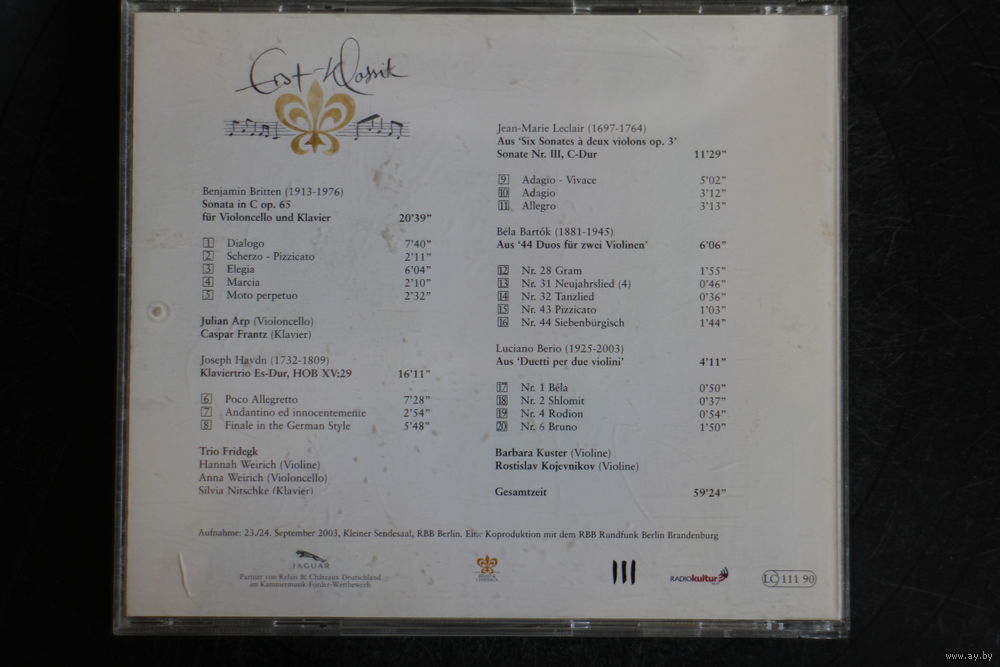 Erst-Klassik
Benjamin Britten (1913-1976)
Sonata in C op. 65
für Violoncello und Klavier 20'39"
1 Dialogo 7'40"
2 Scherzo - Pizzicato 2'11"
3 Elegia 6'04"
4 Marcia 2'10"
5 Moto perpetuo 2'32"
Julian Arp (Violoncello)
Caspar Frantz (Klavier)
Joseph Haydn (1732-1809)
Klaviertrio Es-Dur, HOB XV:29 16'11"
6 Poco Allegretto 7'28"
7 Andantino ed innocentemente 2'54"
8 Finale in the German Style 5'48"
Trio Fridegk
Hannah Weirich (Violine)
Anna Weirich (Violoncello)
Silvia Nitschke (Klavier)
Jean-Marie Leclair (1697-1764)
Aus 'Six Sonates à deux violons op. 3'
Sonate Nr. III, C-Dur 11'29"
9 Adagio - Vivace 5'02"
10 Adagio 3'12"
11 Allegro 3'13"
Béla Bartók (1881-1945)
Aus '44 Duos für zwei Violinen' 6'06"
12 Nr. 28 Gram 1'55"
13 Nr. 31 Neujahrslied (4) 0'46"
14 Nr. 32 Tanzlied 0'36"
15 Nr. 43 Pizzicato 1'03"
16 Nr. 44 Siebenbürgisch 1'44"
Luciano Berio (1925-2003)
Aus 'Duetti per due violini' 4'11"
17 Nr. 1 Béla 0'50"
18 Nr. 2 Shlomit 0'37"
19 Nr. 4 Rodion 0'54"
20 Nr. 6 Bruno 1'50"
Barbara Kuster (Violine)
Rostislav Kojevnikov (Violine)
Gesamtzeit 59'24"
Aufnahme: 23./24. September 2003, Kleiner Sendesaal, RBB Berlin. Eine Koproduktion mit dem RBB Rundfunk Berlin Brandenburg
JAGUAR
Partner von Relais & Châteaux Deutschland
im Kammermusik-Förder-Wettbewerb
RELAIS &
CHATEAUX
RADIOkultur
LC 111 90
www.ay.by